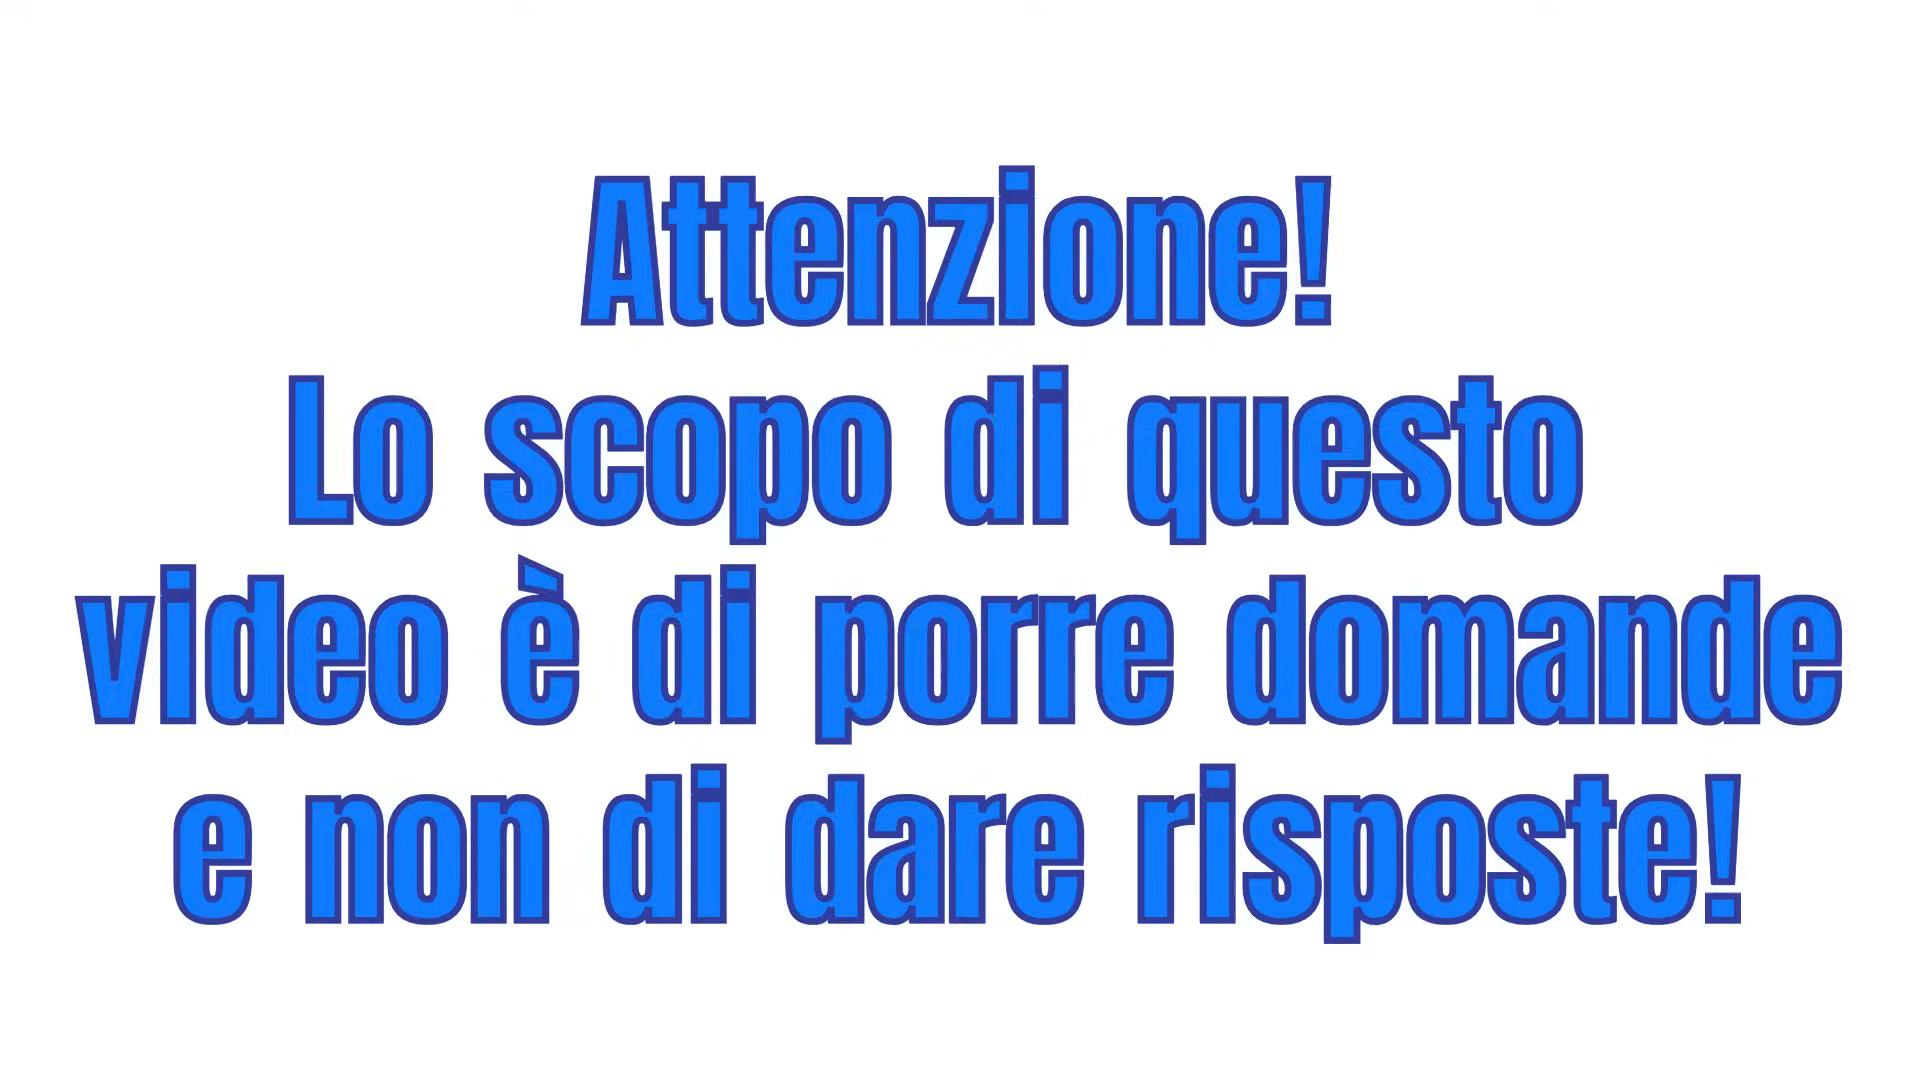 Attenzione!
Lo scopo di questo
video è di porre domande
e non di dare risposte!